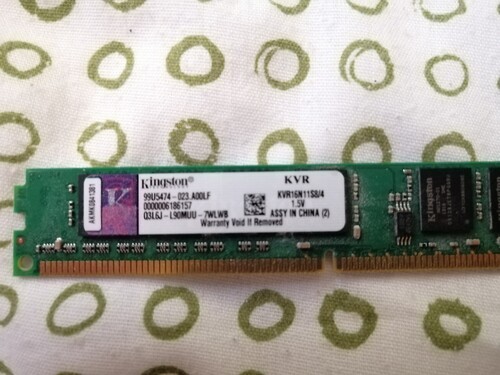 Kingston
KVR
99U5474-023.A00LF
KVR16N11S8/4
0000006186157
1.5V
Q3L6J-L90MUU-7WLWB
ASSY IN CHINA (2)
Warranty Void If Removed
Kingston